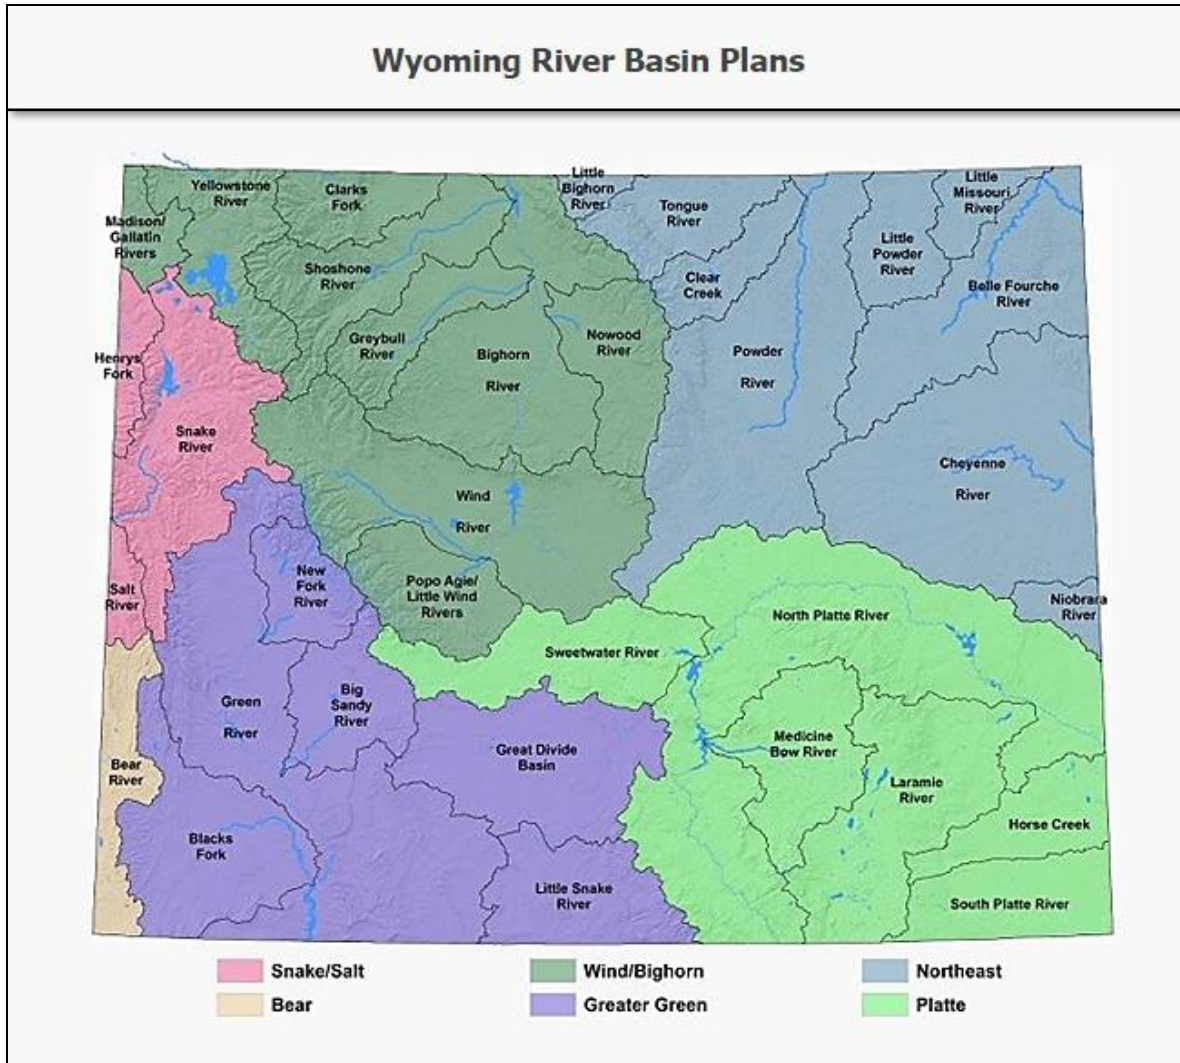 Wyoming River Basin Plans
Yellowstone
River
Clarks
Fork
Little
Bighorn
River
Tongue
River
Little
Missouri
River
Madison/
Gallatin
Rivers
Shoshone
River
Clear
Creek
Little
Powder
River
Belle Fourche
River
Henrys
Fork
Greybull
River
Bighorn
River
Nowood
River
Powder
River
Snake
River
Wind
River
Cheyenne
River
Salt
River
New
Fork
River
Popo Agie/
Little Wind
Rivers
Niobrara
River
North Platte River
Sweetwater River
Green
River
Big
Sandy
River
Great Divide
Basin
Medicine
Bow River
Bear
River
Laramie
River
Blacks
Fork
Horse Creek
Little Snake
River
South Platte River
Snake/Salt
Wind/Bighorn
Northeast
Bear
Greater Green
Platte